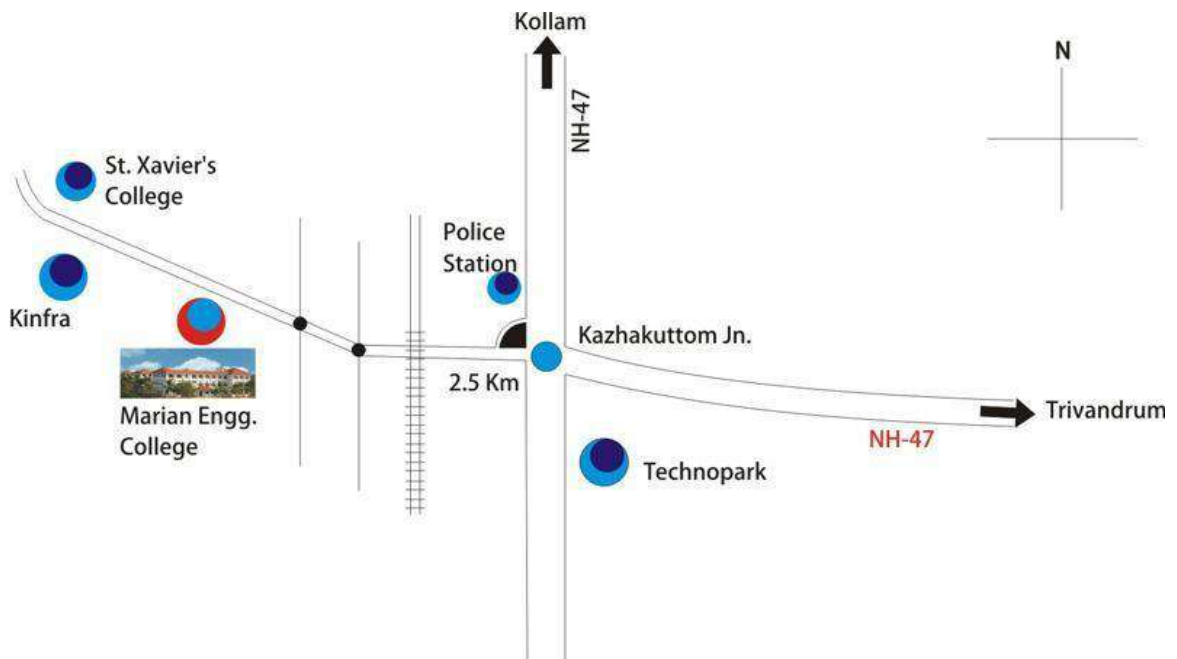 Kollam
N
NH-47
St. Xavier's
College
Police
Station
Kinfra
Kazhakuttom Jn.
2.5 Km
Marian Engg.
College
Trivandrum
NH-47
Technopark